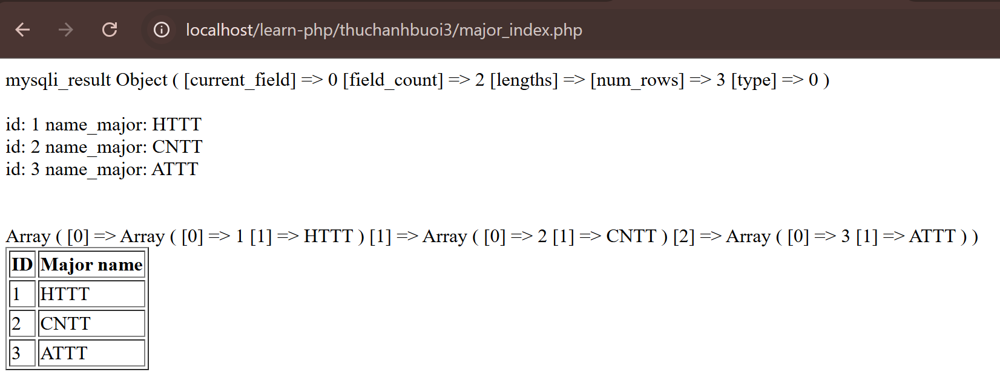 localhost/learn-php/thuchanhbuoi3/major_index.php
mysqli_result Object ( [current_field] => 0 [field_count] => 2 [lengths] => [num_rows] => 3 [type] => 0 )
id: 1 name_major: HTTT
id: 2 name_major: CNTT
id: 3 name_major: ATTT
Array ( [0] => Array ( [0] => 1 [1] => HTTT ) [1] => Array ( [0] => 2 [1] => CNTT ) [2] => Array ( [0] => 3 [1] => ATTT ) )
ID Major name
1 HTTT
2 CNTT
3 ATTT